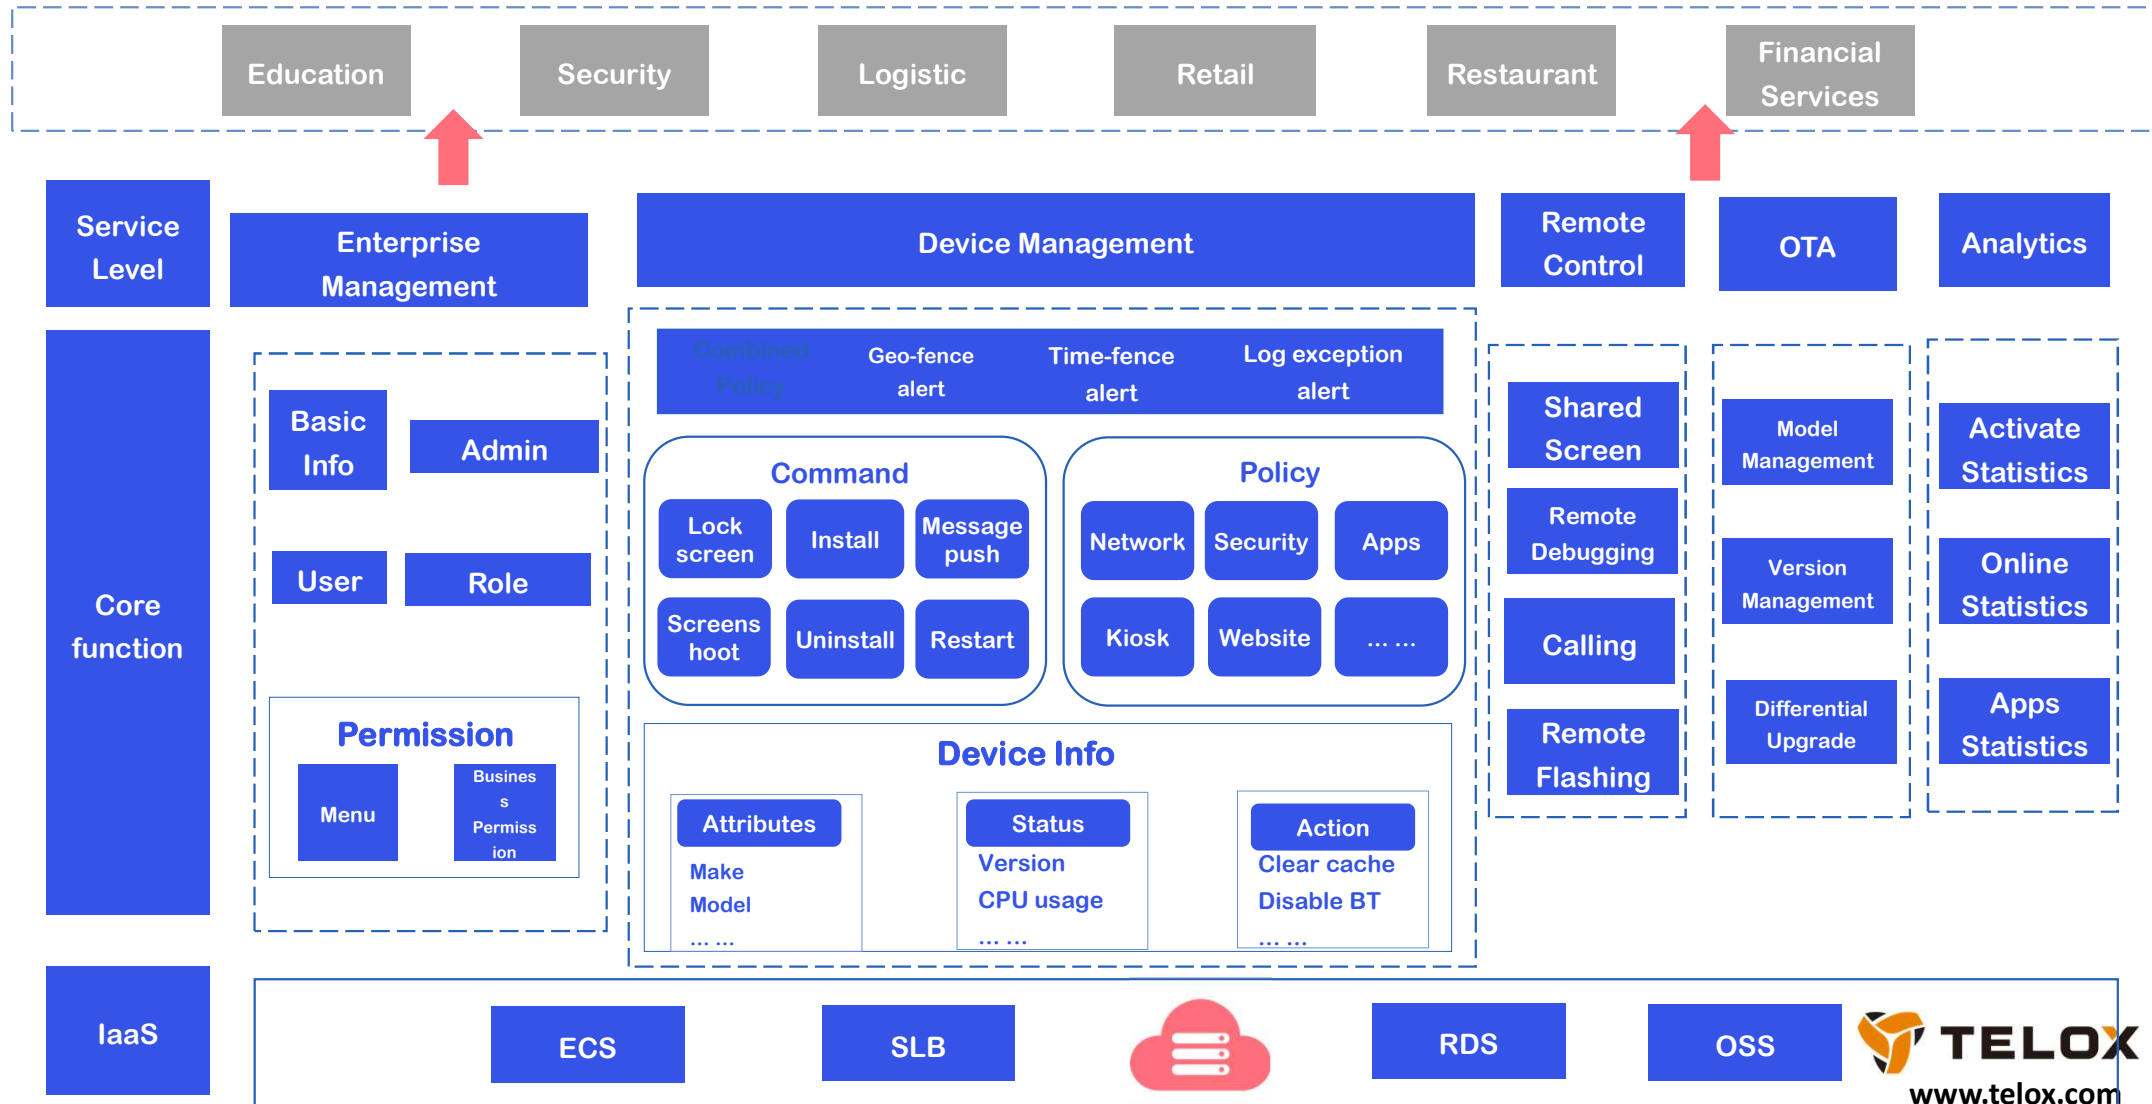 Education
Security
Logistic
Retail
Restaurant
Financial
Services
Service
Level
Enterprise
Management
Device Management
Remote
Control
OTA
Analytics
Core
function
Basic
Info
Admin
User
Role
Permission
Menu
Busines
s
Permiss
ion
Combined
Policy
Geo-fence
alert
Time-fence
alert
Log exception
alert
Command
Lock
screen
Install
Message
push
Screens
hoot
Uninstall
Restart
Policy
Network
Security
Apps
Kiosk
Website
... ...
Device Info
Attributes
Make
Model
... ...
Status
Version
CPU usage
... ...
Action
Clear cache
Disable BT
... ...
Shared
Screen
Remote
Debugging
Calling
Remote
Flashing
Model
Management
Version
Management
Differential
Upgrade
Activate
Statistics
Online
Statistics
Apps
Statistics
IaaS
ECS
SLB
RDS
OSS
TELOX
www.telox.com